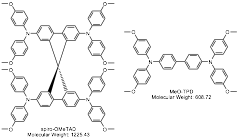 spiro-OMeTAD
Molecular Weight: 1225.43
MeO-TPD
Molecular Weight: 608.72